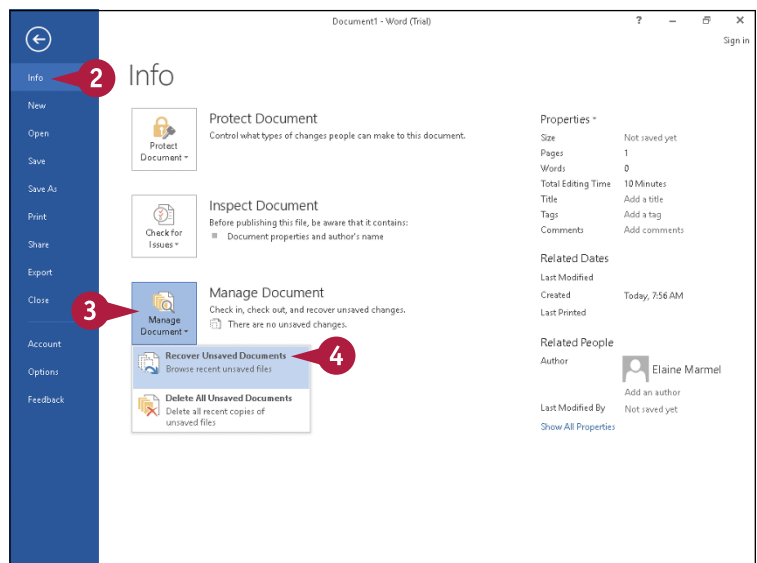 Document1 - Word (Trial)
?
Sign in
Info
2
New
Open
Save
Save As
Print
Share
Export
Close
Account
Options
Feedback
Info
Protect Document
Control what types of changes people can make to this document.
Protect
Document
Inspect Document
Before publishing this file, be aware that it contains:
Document properties and author's name
Check for
Issues
Manage Document
Check in, check out, and recover unsaved changes.
There are no unsaved changes.
3
Manage
Document
Recover Unsaved Documents
4
Browse recent unsaved files
Delete All Unsaved Documents
Delete all recent copies of
unsaved files
Properties
Size Not saved yet
Pages 1
Words 0
Total Editing Time 10 Minutes
Title Add a title
Tags Add a tag
Comments Add comments
Related Dates
Last Modified
Created Today, 7:56 AM
Last Printed
Related People
Author Elaine Marmel
Add an author
Last Modified By Not saved yet
Show All Properties